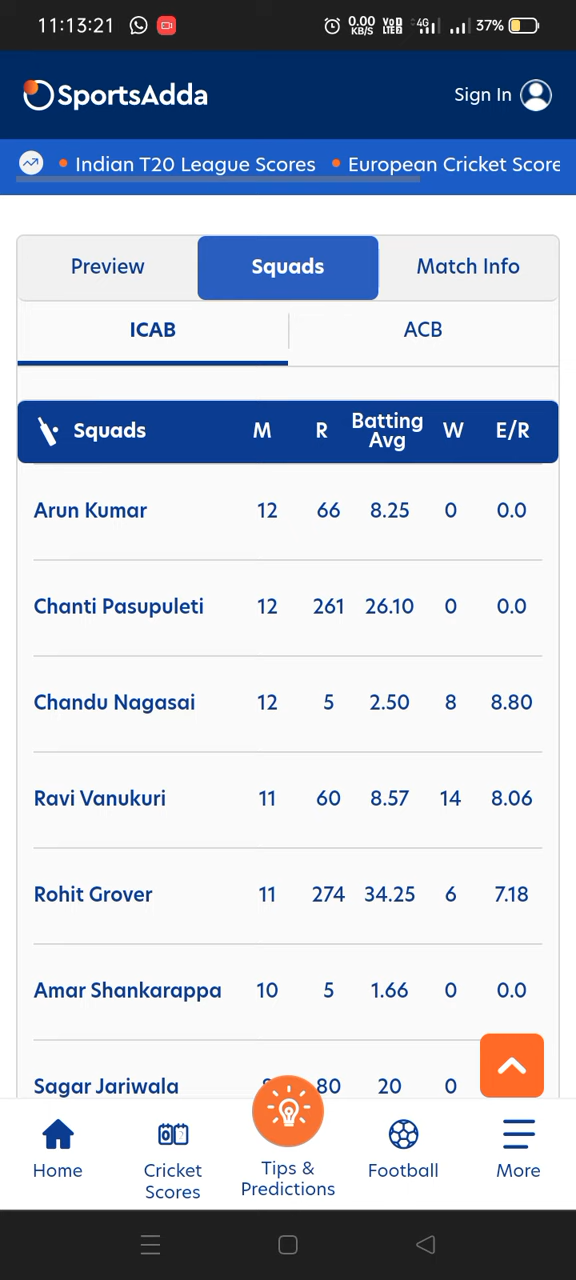 11:13:21 0.00 KB/S VoD LTE2 4G 37%
SportsAdda Sign In
Indian T20 League Scores European Cricket Score
Preview Squads Match Info
ICAB ACB
Squads M R Batting Avg W E/R
Arun Kumar 12 66 8.25 0 0.0
Chanti Pasupuleti 12 261 26.10 0 0.0
Chandu Nagasai 12 5 2.50 8 8.80
Ravi Vanukuri 11 60 8.57 14 8.06
Rohit Grover 11 274 34.25 6 7.18
Amar Shankarappa 10 5 1.66 0 0.0
Sagar Jariwala 80 20 0
Home Cricket Scores Tips & Predictions Football More